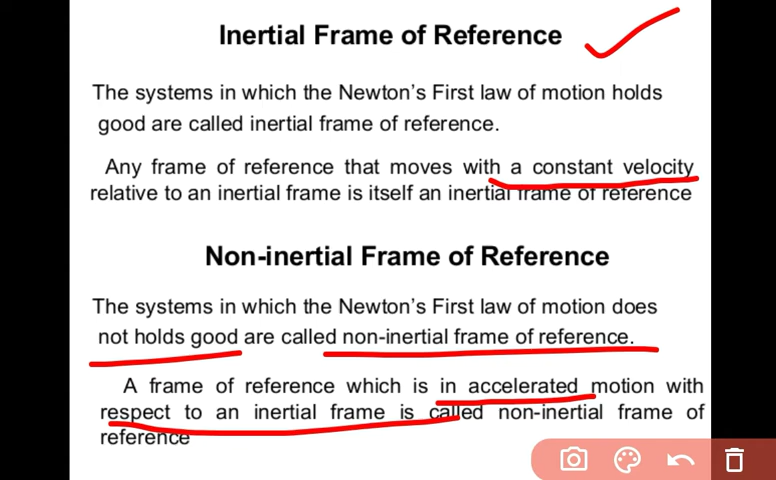 Inertial Frame of Reference
The systems in which the Newton's First law of motion holds
good are called inertial frame of reference.
Any frame of reference that moves with a constant velocity
relative to an inertial frame is itself an inertial frame of reference
Non-inertial Frame of Reference
The systems in which the Newton's First law of motion does
not holds good are called non-inertial frame of reference.
A frame of reference which is in accelerated motion with
respect to an inertial frame is called non-inertial frame of
reference